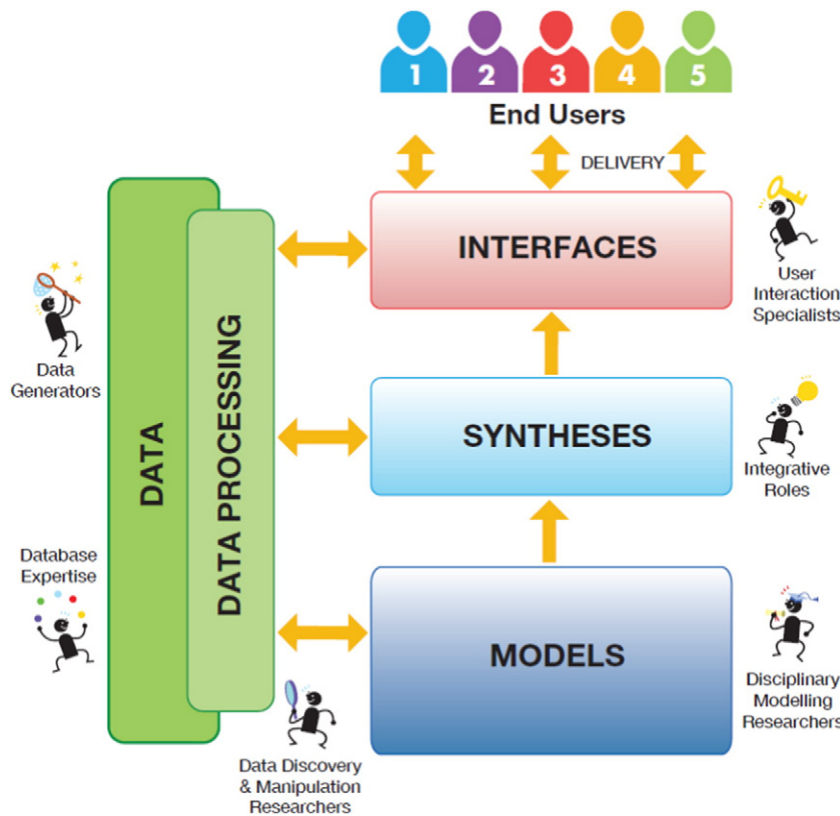 1 2 3 4 5
End Users
DELIVERY
INTERFACES
User
Interaction
Specialists
Data
Generators
DATA
DATA PROCESSING
SYNTHESES
Integrative
Roles
Database
Expertise
MODELS
Disciplinary
Modelling
Researchers
Data Discovery
& Manipulation
Researchers